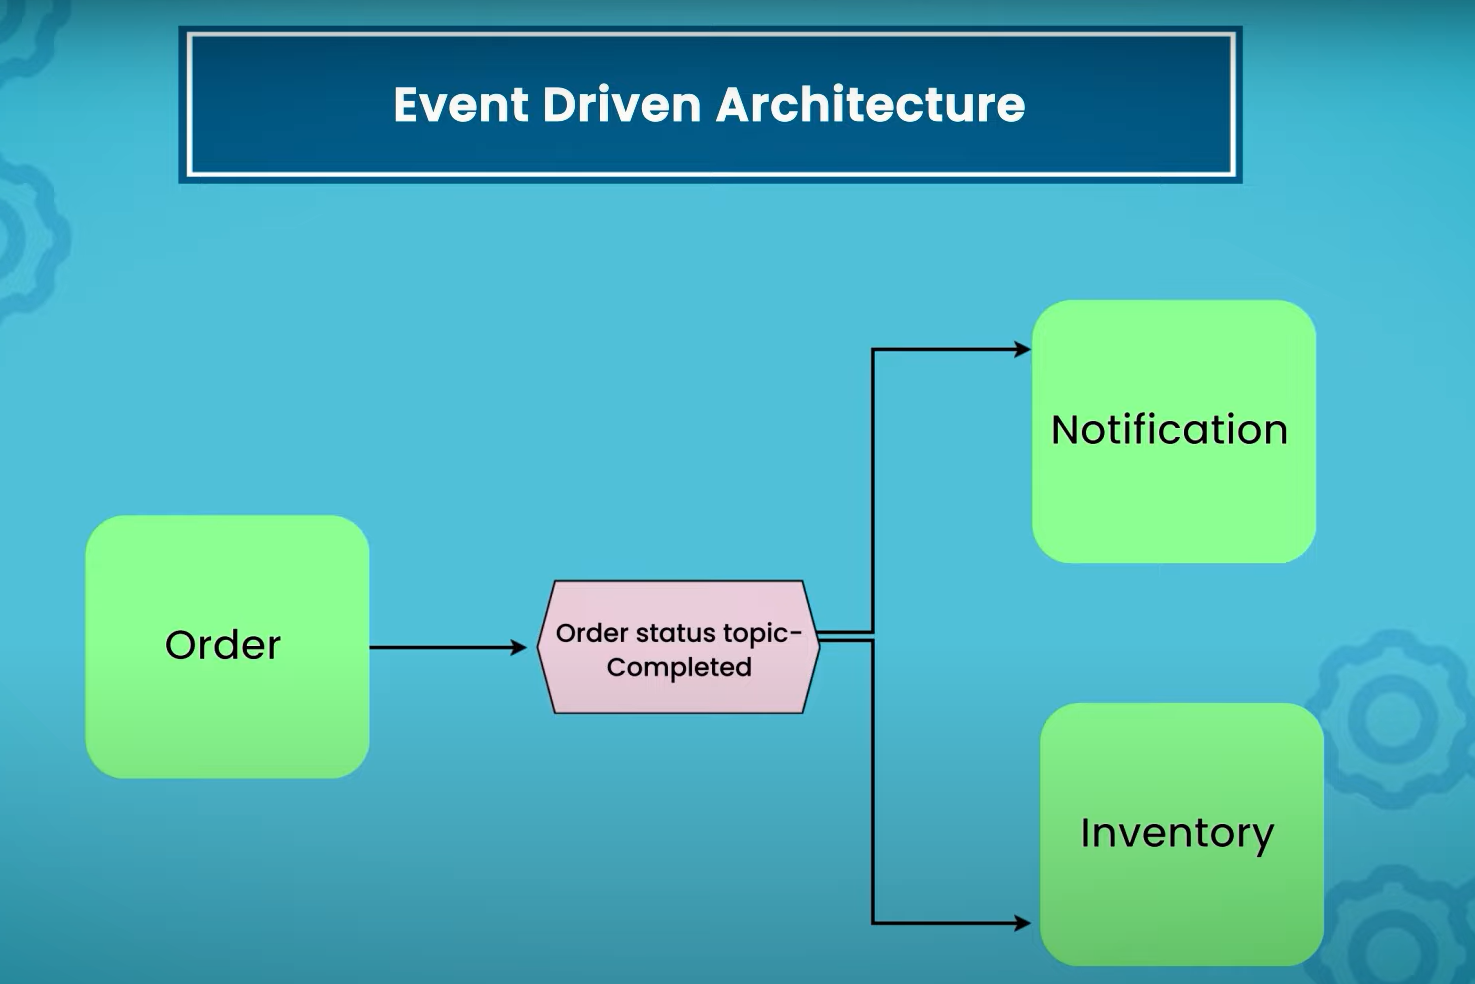 Event Driven Architecture
Notification
Order
Order status topic-
Completed
Inventory